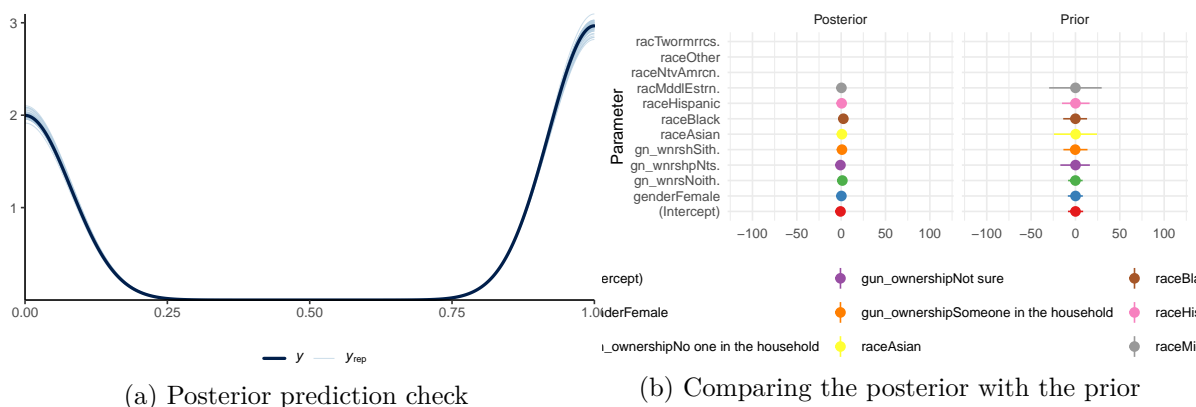 3
2
1
0.00 0.25 0.50 0.75 1.00
y y rep
(a) Posterior prediction check
Posterior Prior
Parameter
racTwormrrcs.
raceOther
raceNtvAmrcn.
racMddlEstrn.
raceHispanic
raceBlack
raceAsian
gn_wnrshSith.
gn_wnrshpNts.
gn_wnrsNoith.
genderFemale
(Intercept)
−100 −50 0 50 100 −100 −50 0 50 100
ercept) gun_ownershipNot sure raceBla
nderFemale gun_ownershipSomeone in the household raceHis
_ownershipNo one in the household raceAsian raceMi
(b) Comparing the posterior with the prior